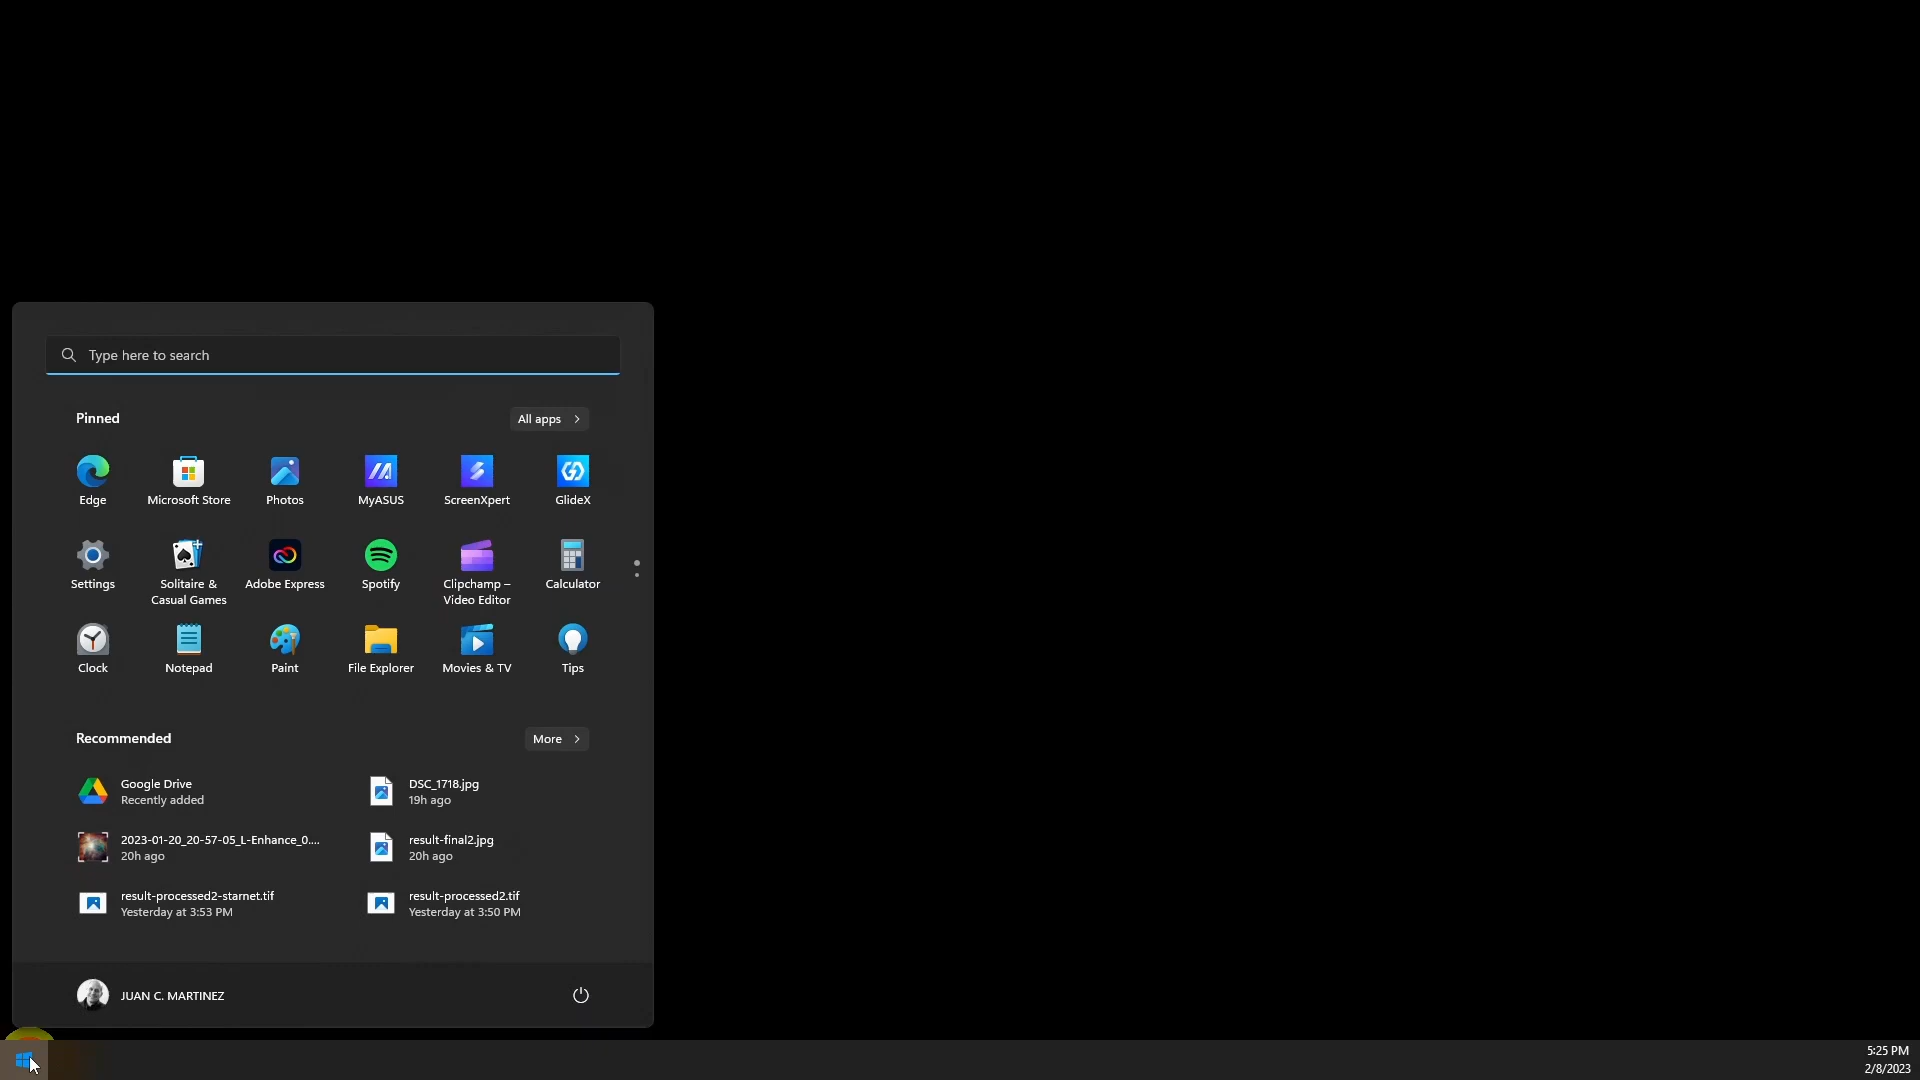 Type here to search
Pinned
All apps
Edge
Microsoft Store
Photos
MyASUS
ScreenXpert
GlideX
Settings
Solitaire &
Casual Games
Adobe Express
Spotify
Clipchamp –
Video Editor
Calculator
Clock
Notepad
Paint
File Explorer
Movies & TV
Tips
Recommended
More
Google Drive
Recently added
DSC_1718.jpg
19h ago
2023-01-20_20-57-05_L-Enhance_0....
20h ago
result-final2.jpg
20h ago
result-processed2-starnet.tif
Yesterday at 3:53 PM
result-processed2.tif
Yesterday at 3:50 PM
JUAN C. MARTINEZ
5:25 PM
2/8/2023